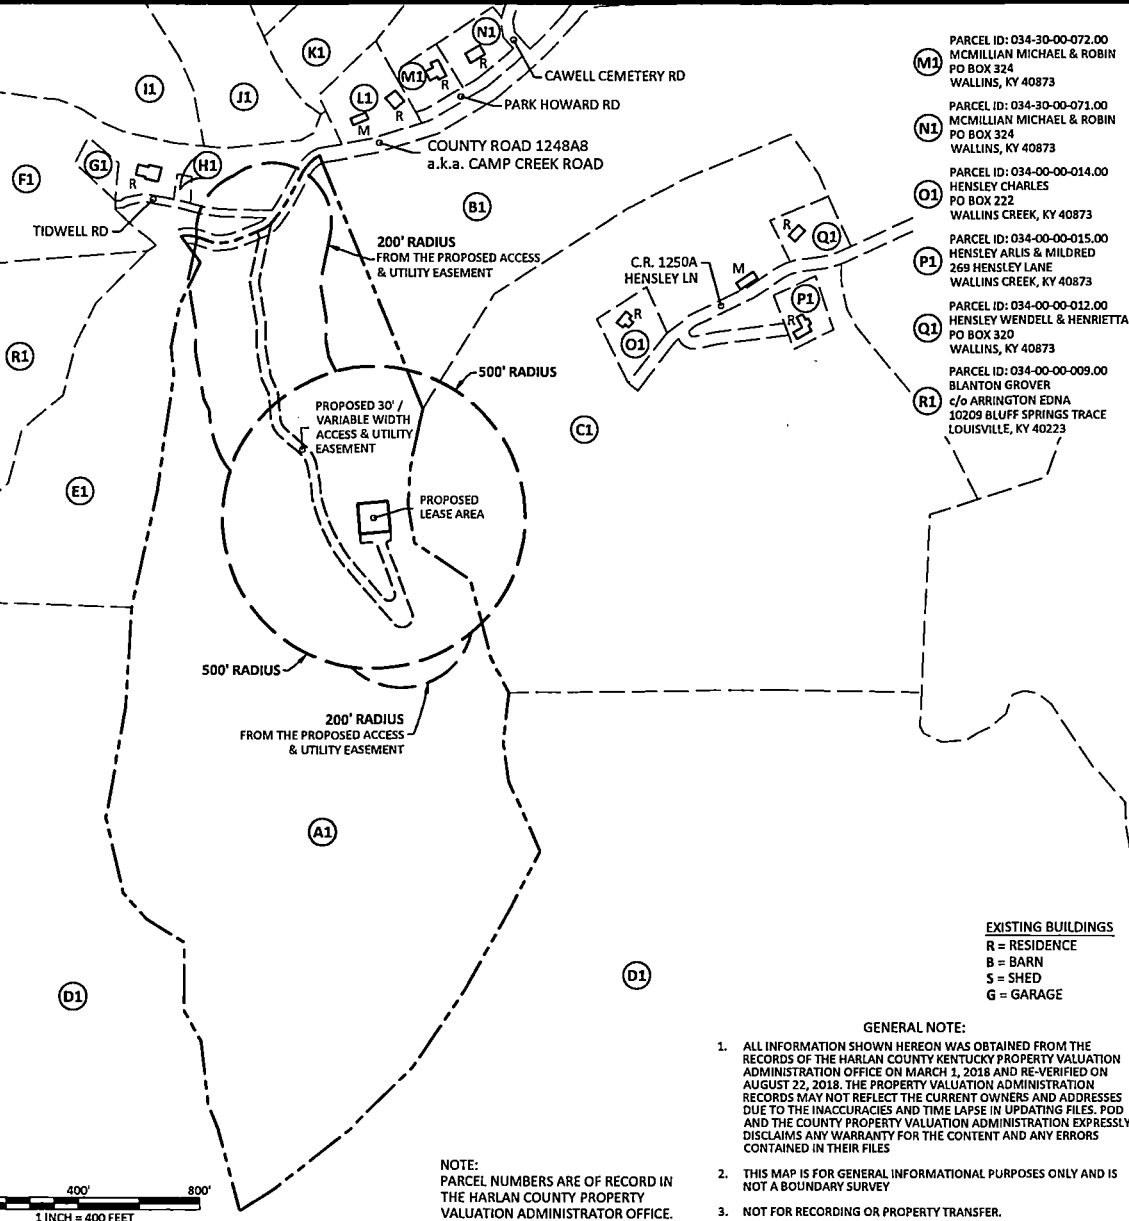 N1
K1
R
CAWELL CEMETERY RD
M1
R
I1
J1
L1
R
PARK HOWARD RD
M
COUNTY ROAD 1248A8
a.k.a. CAMP CREEK ROAD
G1
H1
R
F1
TIDWELL RD
B1
200' RADIUS
FROM THE PROPOSED ACCESS
& UTILITY EASEMENT
R
Q1
C.R. 1250A
HENSLEY LN
M
P1
R
R
O1
R1
500' RADIUS
PROPOSED 30' /
VARIABLE WIDTH
ACCESS & UTILITY
EASEMENT
C1
E1
PROPOSED
LEASE AREA
500' RADIUS
200' RADIUS
FROM THE PROPOSED ACCESS
& UTILITY EASEMENT
A1
D1
D1
M1
PARCEL ID: 034-30-00-072.00
MCMILLIAN MICHAEL & ROBIN
PO BOX 324
WALLINS, KY 40873
N1
PARCEL ID: 034-30-00-071.00
MCMILLIAN MICHAEL & ROBIN
PO BOX 324
WALLINS, KY 40873
O1
PARCEL ID: 034-00-00-014.00
HENSLEY CHARLES
PO BOX 222
WALLINS CREEK, KY 40873
P1
PARCEL ID: 034-00-00-015.00
HENSLEY ARLIS & MILDRED
269 HENSLEY LANE
WALLINS CREEK, KY 40873
Q1
PARCEL ID: 034-00-00-012.00
HENSLEY WENDELL & HENRIETTA
PO BOX 320
WALLINS, KY 40873
R1
PARCEL ID: 034-00-00-009.00
BLANTON GROVER
c/o ARRINGTON EDNA
10209 BLUFF SPRINGS TRACE
LOUISVILLE, KY 40223
EXISTING BUILDINGS
R = RESIDENCE
B = BARN
S = SHED
G = GARAGE
GENERAL NOTE:
1. ALL INFORMATION SHOWN HEREON WAS OBTAINED FROM THE
RECORDS OF THE HARLAN COUNTY KENTUCKY PROPERTY VALUATION
ADMINISTRATION OFFICE ON MARCH 1, 2018 AND RE-VERIFIED ON
AUGUST 22, 2018. THE PROPERTY VALUATION ADMINISTRATION
RECORDS MAY NOT REFLECT THE CURRENT OWNERS AND ADDRESSES
DUE TO THE INACCURACIES AND TIME LAPSE IN UPDATING FILES. POD
AND THE COUNTY PROPERTY VALUATION ADMINISTRATION EXPRESSLY
DISCLAIMS ANY WARRANTY FOR THE CONTENT AND ANY ERRORS
CONTAINED IN THEIR FILES
2. THIS MAP IS FOR GENERAL INFORMATIONAL PURPOSES ONLY AND IS
NOT A BOUNDARY SURVEY
3. NOT FOR RECORDING OR PROPERTY TRANSFER.
NOTE:
PARCEL NUMBERS ARE OF RECORD IN
THE HARLAN COUNTY PROPERTY
VALUATION ADMINISTRATOR OFFICE.
400' 800'
1 INCH = 400 FEET